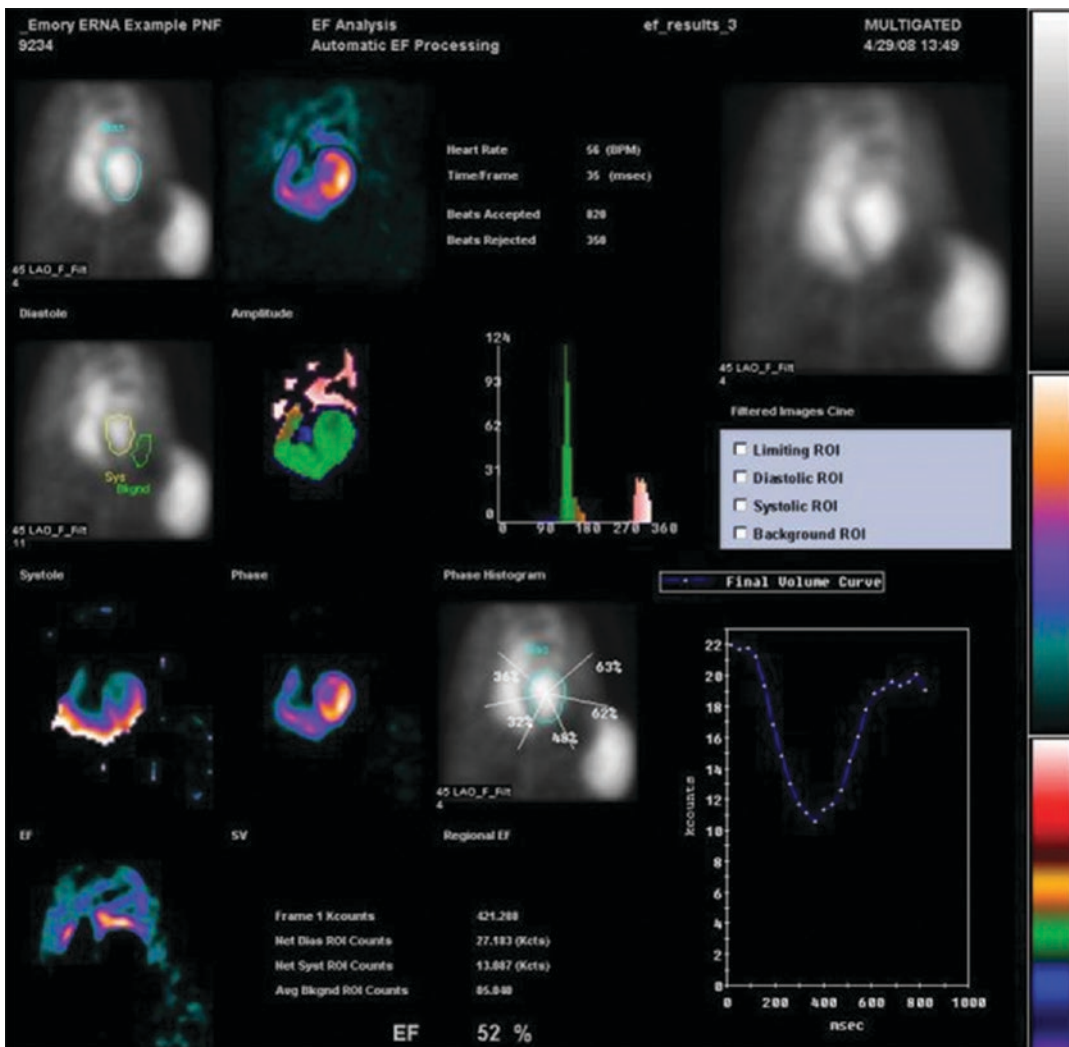 _Emory ERNA Example PNF
9234
EF Analysis
Automatic EF Processing
ef_results_3
MULTIGATED
4/29/08 13:49
Dias
45 LAO_F_Filt
4
Heart Rate 56 (BPM)
Time/Frame 35 (msec)
Beats Accepted 820
Beats Rejected 350
45 LAO_F_Filt
4
Diastole
Amplitude
Filtered Images Cine
Limiting ROI
Diastolic ROI
Systolic ROI
Background ROI
Sys
Bkgnd
45 LAO_F_Filt
11
124
93
62
31
0
0 90 180 270 360
Systole
Phase
Phase Histogram
Final Volume Curve
Dias
36%
63%
32%
62%
48%
45 LAO_F_Filt
4
EF
SV
Regional EF
Kcounts
22
20
18
16
14
12
10
8
6
4
2
0
0 200 400 600 800 1000
msec
Frame 1 Kcounts 421.288
Net Dias ROI Counts 27.183 (Kcts)
Net Syst ROI Counts 13.087 (Kcts)
Avg Bkgnd ROI Counts 85.040
EF 52 %